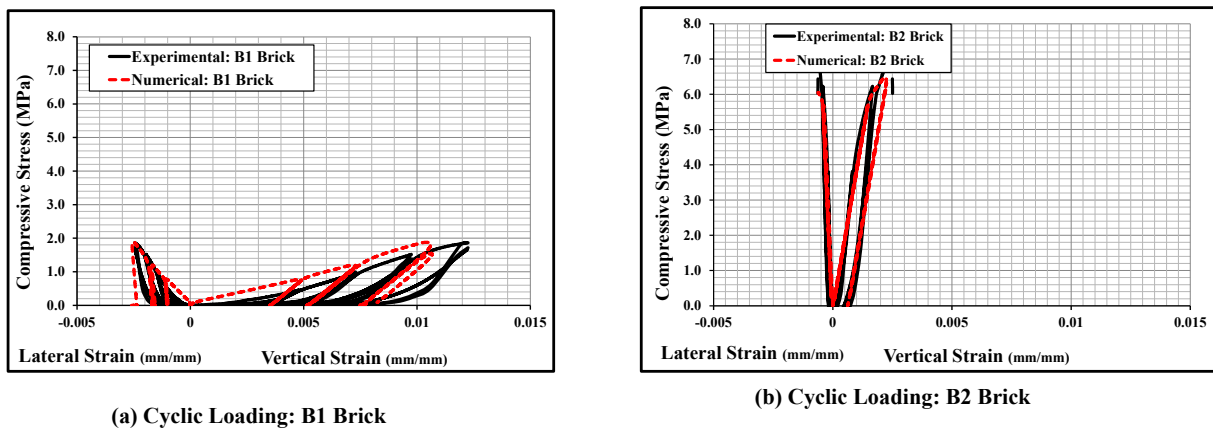 8.0
7.0
6.0
5.0
4.0
3.0
2.0
1.0
0.0
-0.005
0
0.005
0.01
0.015
Compressive Stress (MPa)
Experimental: B1 Brick
Numerical: B1 Brick
Lateral Strain (mm/mm)
Vertical Strain (mm/mm)
(a) Cyclic Loading: B1 Brick
8.0
7.0
6.0
5.0
4.0
3.0
2.0
1.0
0.0
-0.005
0
0.005
0.01
0.015
Compressive Stress (MPa)
Experimental: B2 Brick
Numerical: B2 Brick
Lateral Strain (mm/mm)
Vertical Strain (mm/mm)
(b) Cyclic Loading: B2 Brick